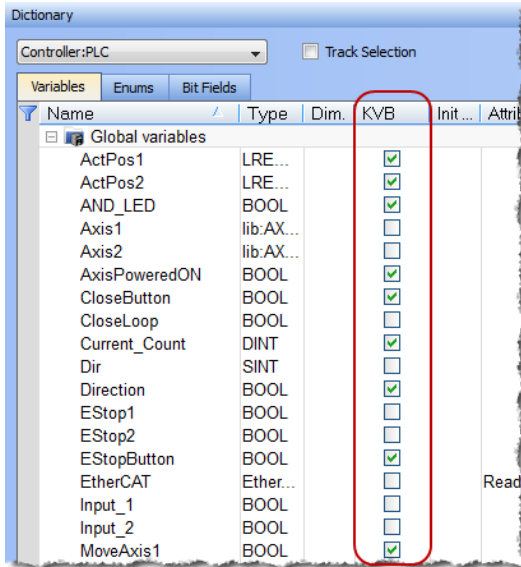 Dictionary
Controller:PLC Track Selection
Variables Enums Bit Fields
Name Type Dim. KVB Init ... Attrib
Global variables
ActPos1 LRE...
ActPos2 LRE...
AND_LED BOOL
Axis1 lib:AX...
Axis2 lib:AX...
AxisPoweredON BOOL
CloseButton BOOL
CloseLoop BOOL
Current_Count DINT
Dir SINT
Direction BOOL
EStop1 BOOL
EStop2 BOOL
EStopButton BOOL
EtherCAT Ether... Read
Input_1 BOOL
Input_2 BOOL
MoveAxis1 BOOL